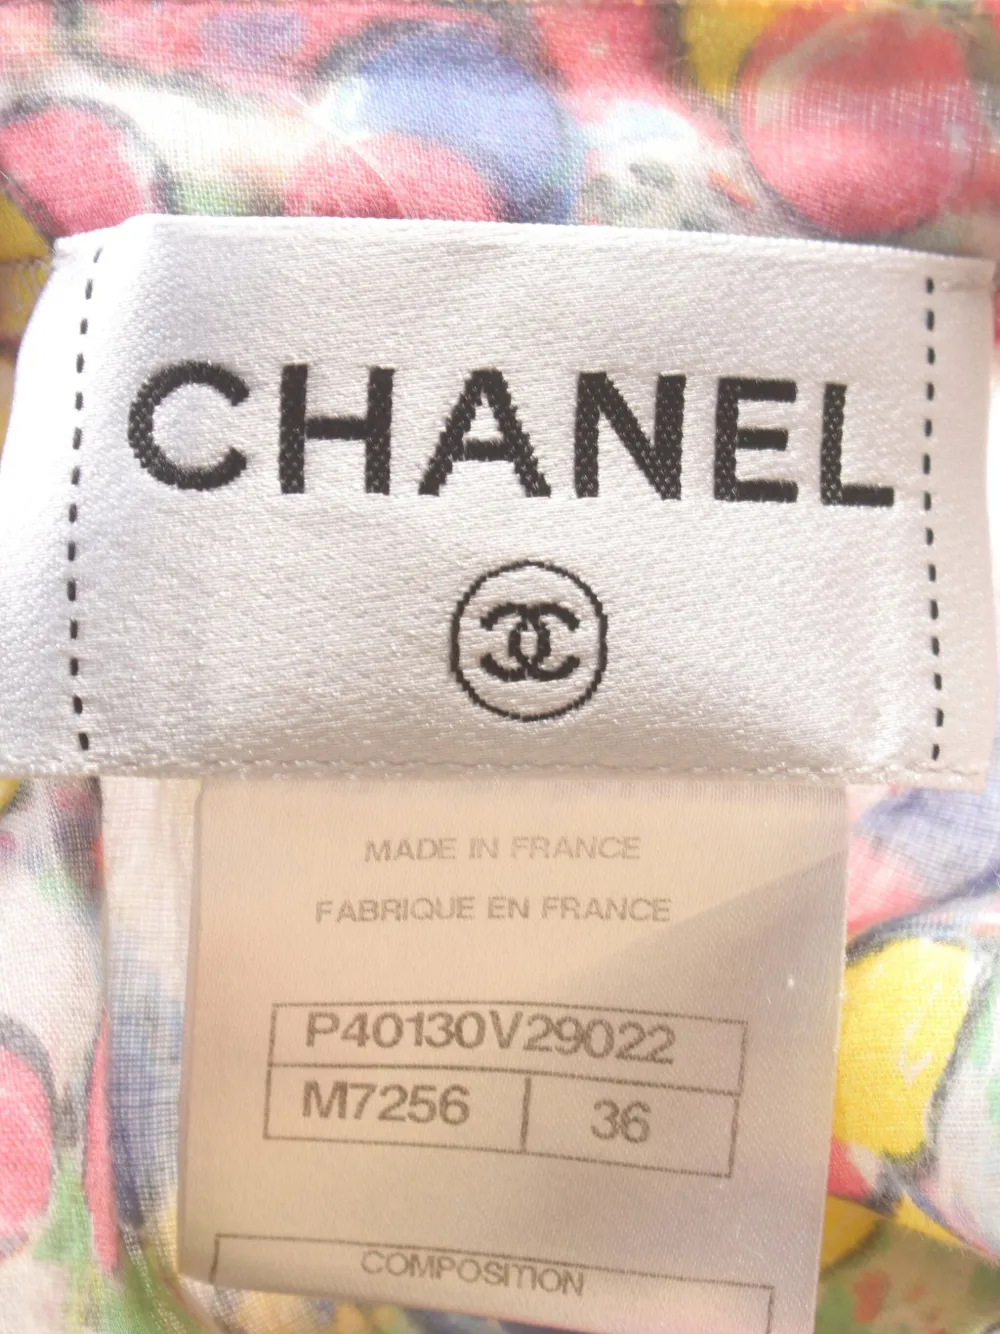 CHANEL
MADE IN FRANCE
FABRIQUE EN FRANCE
P40130V29022
M7256 36
COMPOSITION